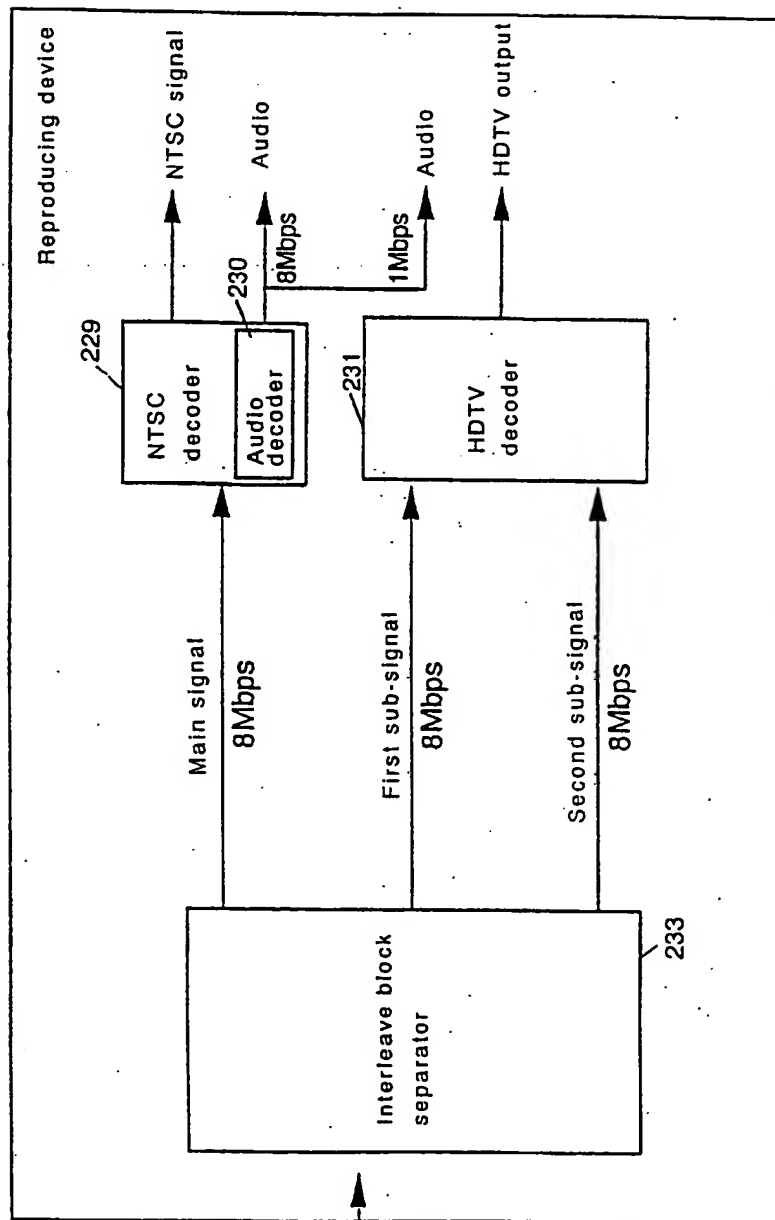 Reproducing device
229
NTSC
decoder
Audio
decoder
230
NTSC signal
Audio
8Mbps
1Mbps
Audio
231
HDTV
decoder
HDTV output
Main signal
8Mbps
First sub-signal
8Mbps
Second sub-signal
8Mbps
Interleave block
separator
233